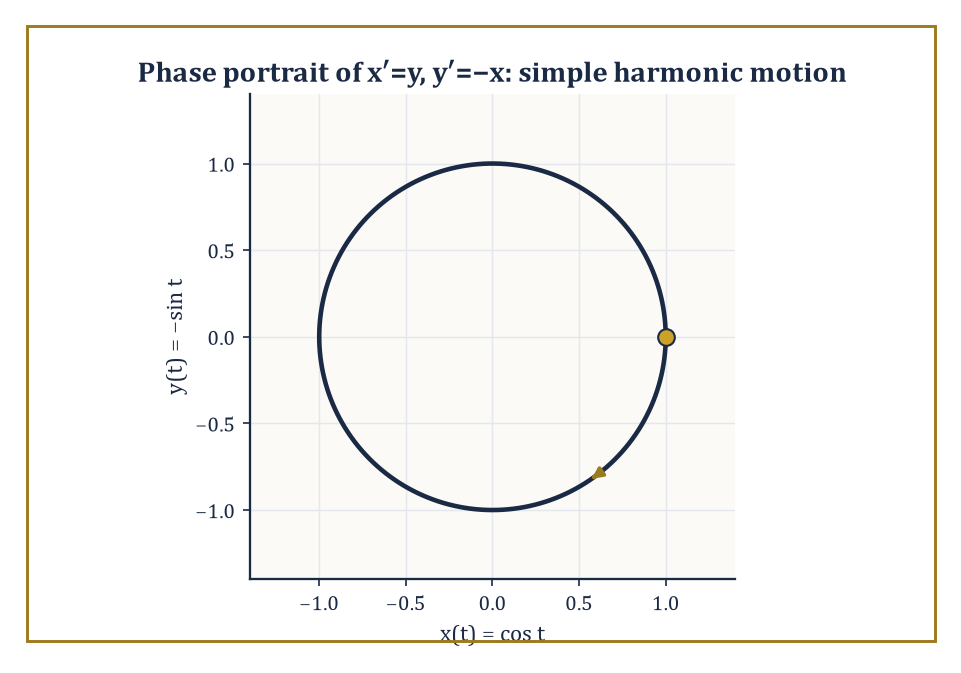 Phase portrait of x′=y, y′=−x: simple harmonic motion
y(t) = −sin t
1.0
0.5
0.0
−0.5
−1.0
−1.0 −0.5 0.0 0.5 1.0
x(t) = cos t